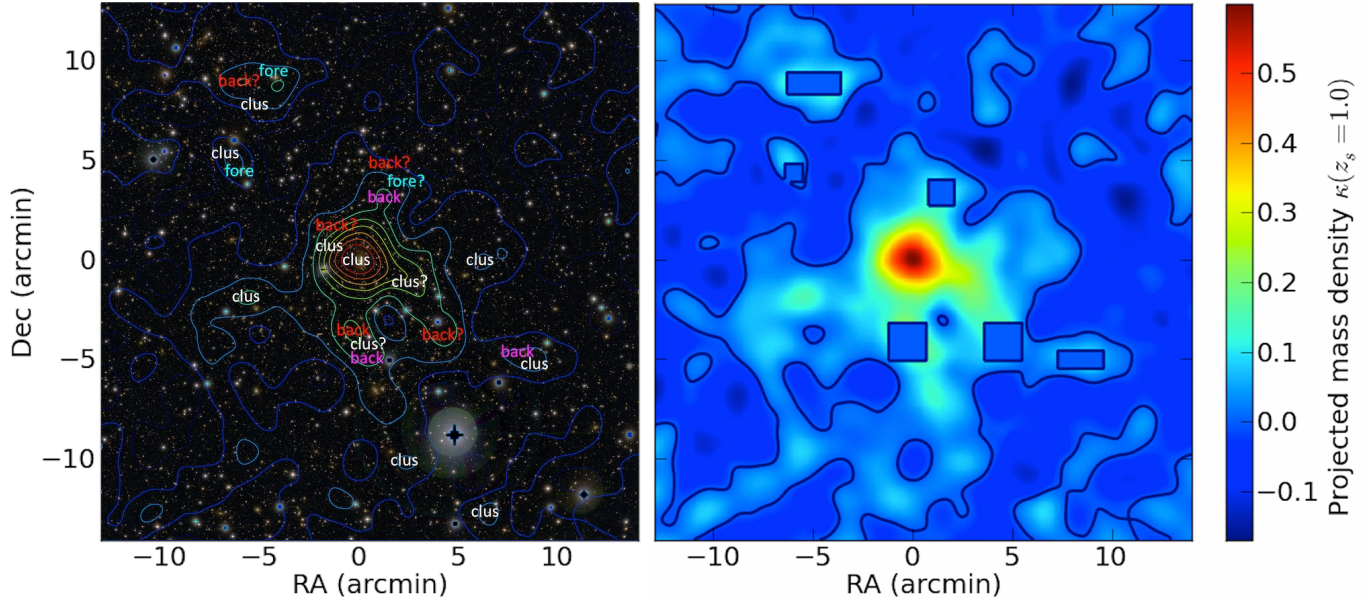 10
5
0
−5
−10
Dec (arcmin)
fore
back?
clus
clus
fore
back?
fore?
back
back?
clus
clus
clus
clus?
clus
back
back?
clus?
back
back
clus
clus
clus
−10
−5
0
5
10
RA (arcmin)
−10
−5
0
5
10
RA (arcmin)
0.5
0.4
0.3
0.2
0.1
0.0
−0.1
Projected mass density κ(z_s = 1.0)